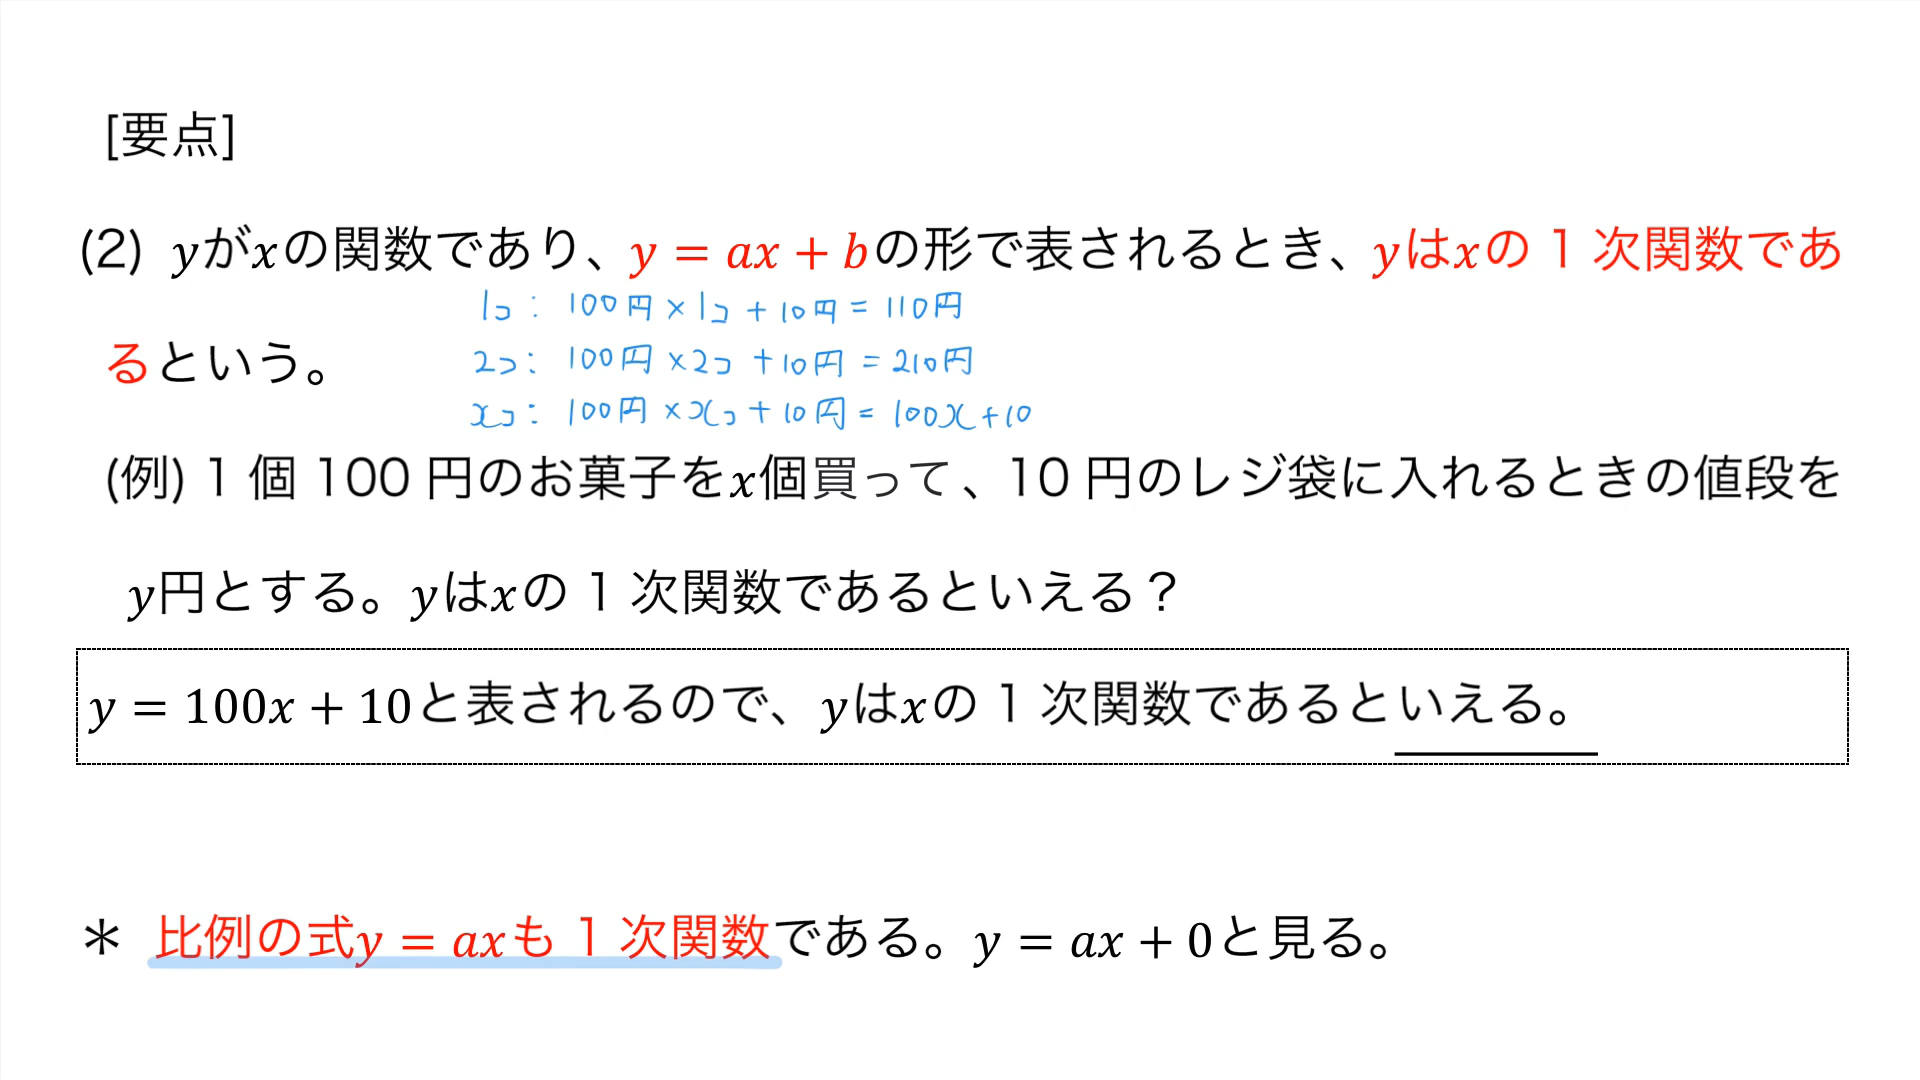 [要点]
(2) yがxの関数であり、y = ax + bの形で表されるとき、yはxの1次関数であ
1コ: 100円×1コ+10円=110円
るという。
2コ: 100円×2コ+10円=210円
xコ: 100円×xコ+10円=100x+10
(例) 1個100円のお菓子をx個買って、10円のレジ袋に入れるときの値段を
y円とする。yはxの1次関数であるといえる？
y = 100x + 10と表されるので、yはxの1次関数であるといえる。
＊ 比例の式y = axも1次関数である。y = ax + 0と見る。